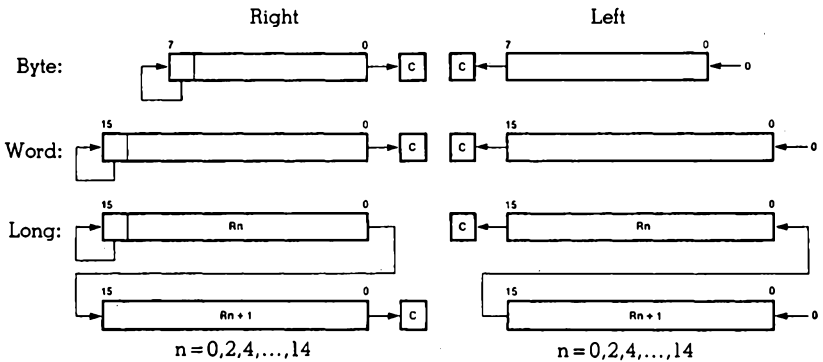 Right Left
7 0 7 0
Byte: C C 0
15 0 15 0
Word: C C 0
15 0 15 0
Long: Rn C Rn
15 0 15 0
Rn + 1 C Rn+1 0
n=0,2,4,...,14 n=0,2,4,...,14